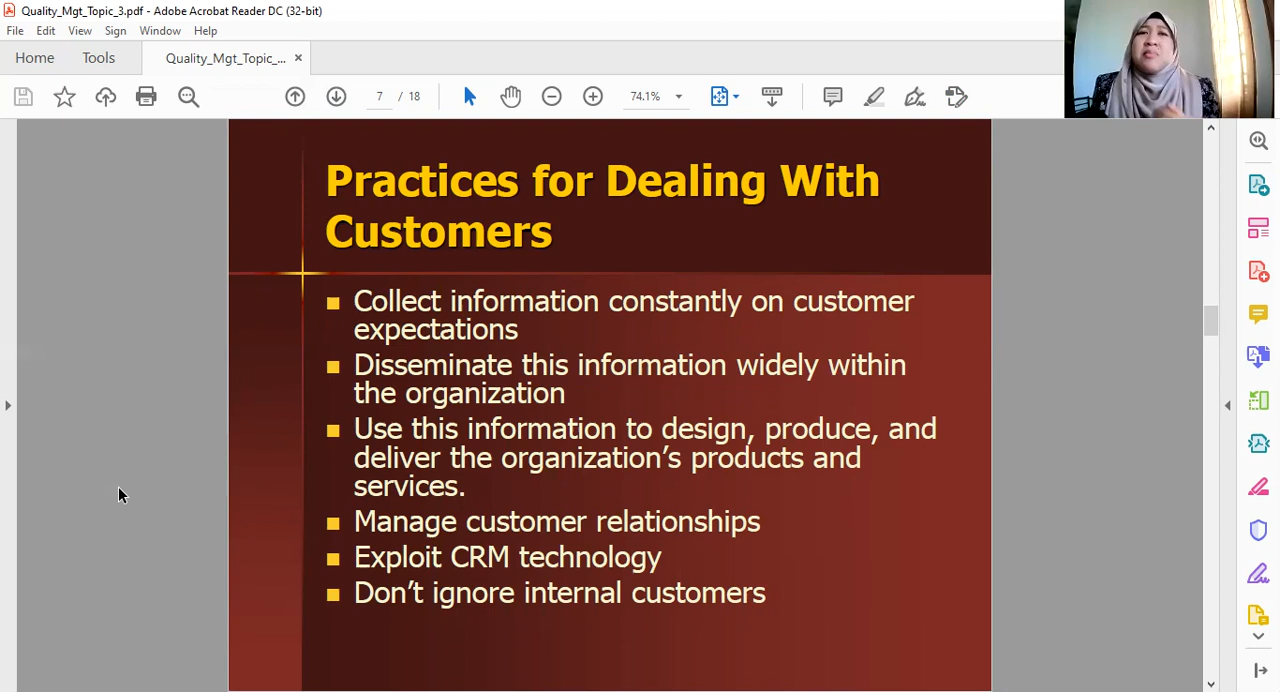 Quality_Mgt_Topic_3.pdf - Adobe Acrobat Reader DC (32-bit)
File Edit View Sign Window Help
Home Tools Quality_Mgt_Topic_... ×
7 / 18 74.1%
Practices for Dealing With
Customers
Collect information constantly on customer
expectations
Disseminate this information widely within
the organization
Use this information to design, produce, and
deliver the organization’s products and
services.
Manage customer relationships
Exploit CRM technology
Don’t ignore internal customers